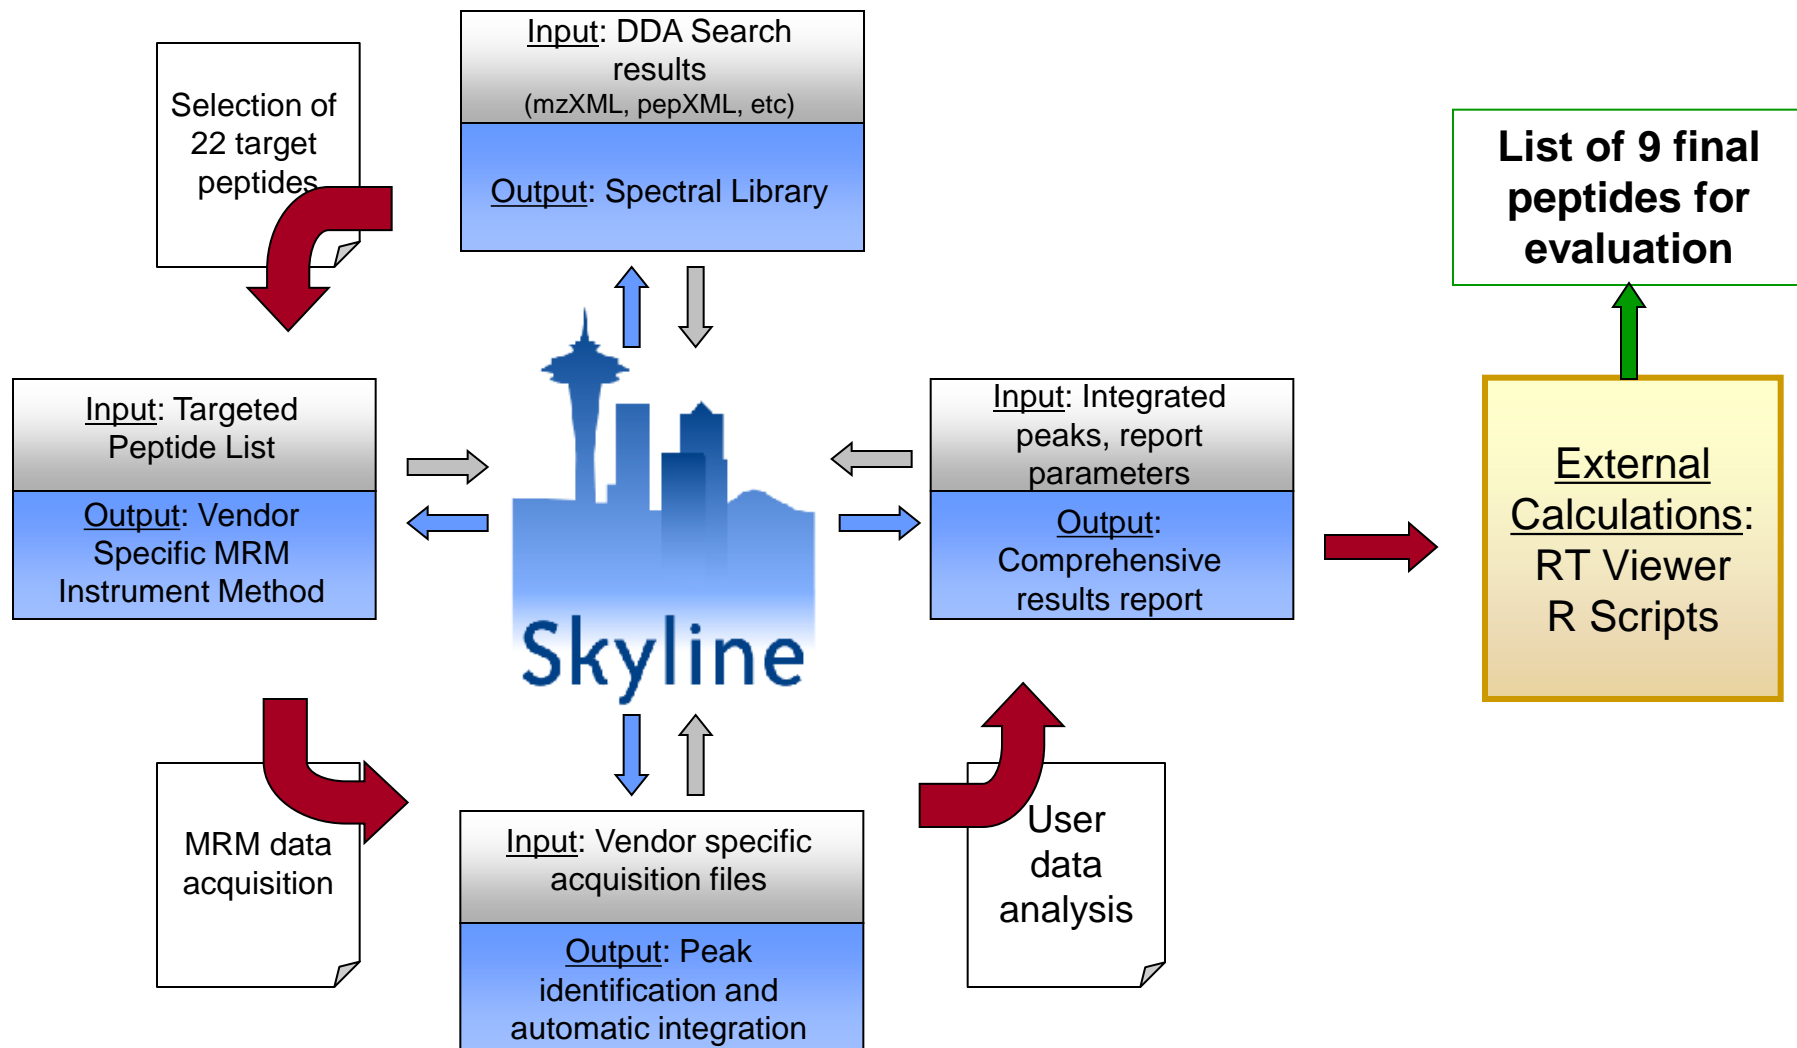 Input: DDA Search
results
(mzXML, pepXML, etc)
Output: Spectral Library
Selection of
22 target
peptides
List of 9 final
peptides for
evaluation
Input: Targeted
Peptide List
Output: Vendor
Specific MRM
Instrument Method
Skyline
Input: Integrated
peaks, report
parameters
Output:
Comprehensive
results report
External
Calculations:
RT Viewer
R Scripts
MRM data
acquisition
Input: Vendor specific
acquisition files
Output: Peak
identification and
automatic integration
User
data
analysis